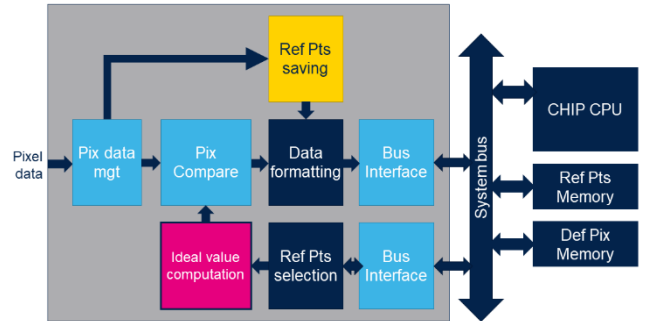 Ref Pts
saving
Pixel
data
Pix data
mgt
Pix
Compare
Data
formatting
Bus
Interface
Ideal value
computation
Ref Pts
selection
Bus
Interface
System bus
CHIP CPU
Ref Pts
Memory
Def Pix
Memory